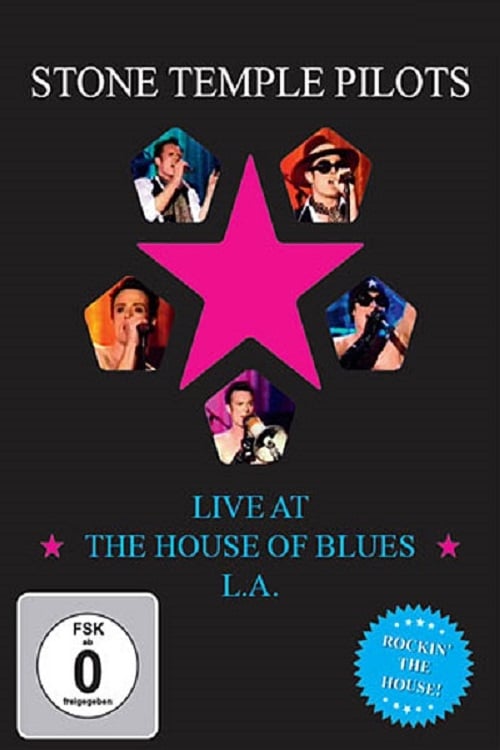 STONE TEMPLE PILOTS
LIVE AT
THE HOUSE OF BLUES
L.A.
FSK
ab
0
freigegeben
ROCKIN'
THE
HOUSE!